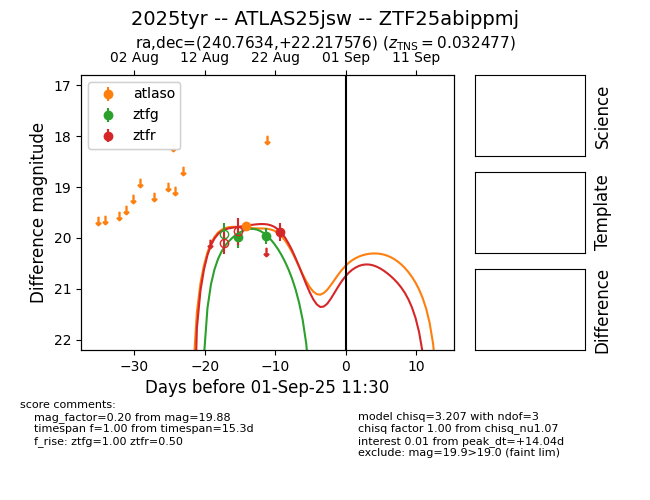 2025tyr -- ATLAS25jsw -- ZTF25abippmj
ra,dec=(240.7634,+22.217576) (zTNS = 0.032477)
02 Aug 12 Aug 22 Aug 01 Sep 11 Sep
atlaso
ztfg
ztfr
17
18
19
20
21
22
Difference magnitude
−30 −20 −10 0 10
Days before 01-Sep-25 11:30
Science
Template
Difference
score comments:
mag_factor=0.20 from mag=19.88
timespan f=1.00 from timespan=15.3d
f_rise: ztfg=1.00 ztfr=0.50
model chisq=3.207 with ndof=3
chisq factor 1.00 from chisq_nu1.07
interest 0.01 from peak_dt=+14.04d
exclude: mag=19.9>19.0 (faint lim)